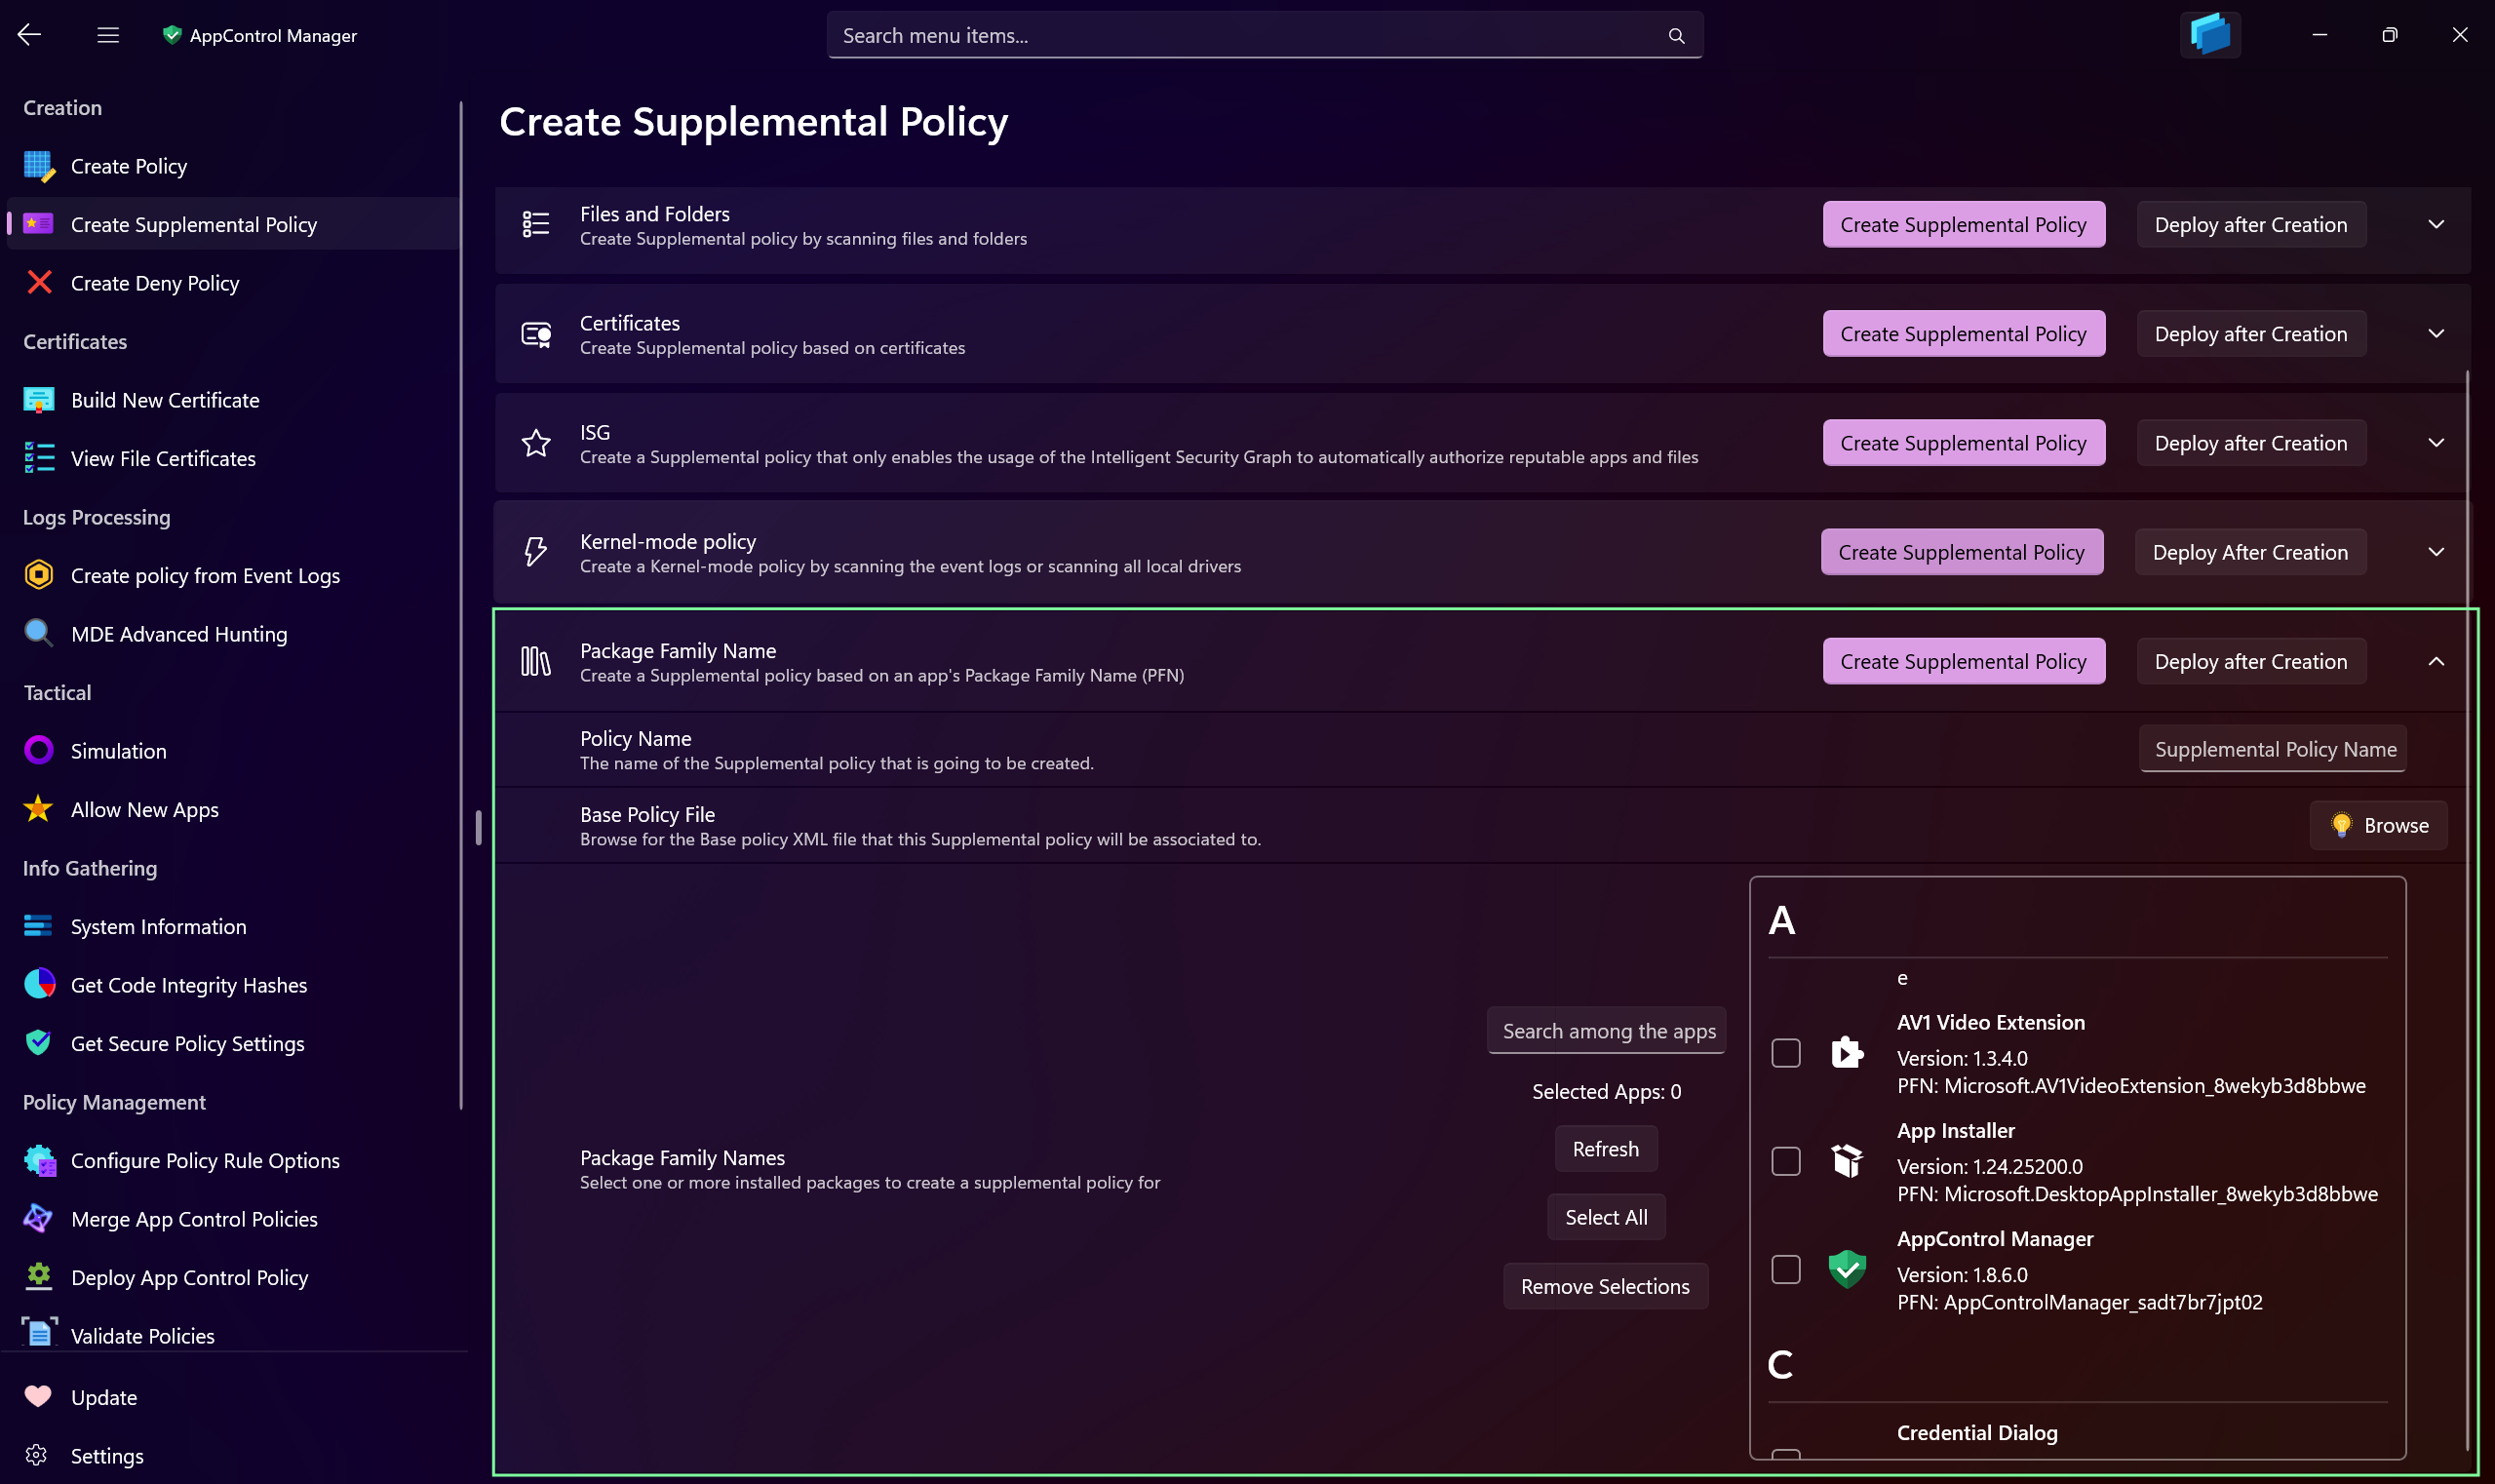 AppControl Manager
Search menu items...
Creation
Create Policy
Create Supplemental Policy
Create Deny Policy
Certificates
Build New Certificate
View File Certificates
Logs Processing
Create policy from Event Logs
MDE Advanced Hunting
Tactical
Simulation
Allow New Apps
Info Gathering
System Information
Get Code Integrity Hashes
Get Secure Policy Settings
Policy Management
Configure Policy Rule Options
Merge App Control Policies
Deploy App Control Policy
Validate Policies
Update
Settings
Create Supplemental Policy
Files and Folders
Create Supplemental policy by scanning files and folders
Create Supplemental Policy
Deploy after Creation
Certificates
Create Supplemental policy based on certificates
Create Supplemental Policy
Deploy after Creation
ISG
Create a Supplemental policy that only enables the usage of the Intelligent Security Graph to automatically authorize reputable apps and files
Create Supplemental Policy
Deploy after Creation
Kernel-mode policy
Create a Kernel-mode policy by scanning the event logs or scanning all local drivers
Create Supplemental Policy
Deploy After Creation
Package Family Name
Create a Supplemental policy based on an app's Package Family Name (PFN)
Create Supplemental Policy
Deploy after Creation
Policy Name
The name of the Supplemental policy that is going to be created.
Supplemental Policy Name
Base Policy File
Browse for the Base policy XML file that this Supplemental policy will be associated to.
Browse
Package Family Names
Select one or more installed packages to create a supplemental policy for
Search among the apps
Selected Apps: 0
Refresh
Select All
Remove Selections
A
e
AV1 Video Extension
Version: 1.3.4.0
PFN: Microsoft.AV1VideoExtension_8wekyb3d8bbwe
App Installer
Version: 1.24.25200.0
PFN: Microsoft.DesktopAppInstaller_8wekyb3d8bbwe
AppControl Manager
Version: 1.8.6.0
PFN: AppControlManager_sadt7br7jpt02
C
Credential Dialog